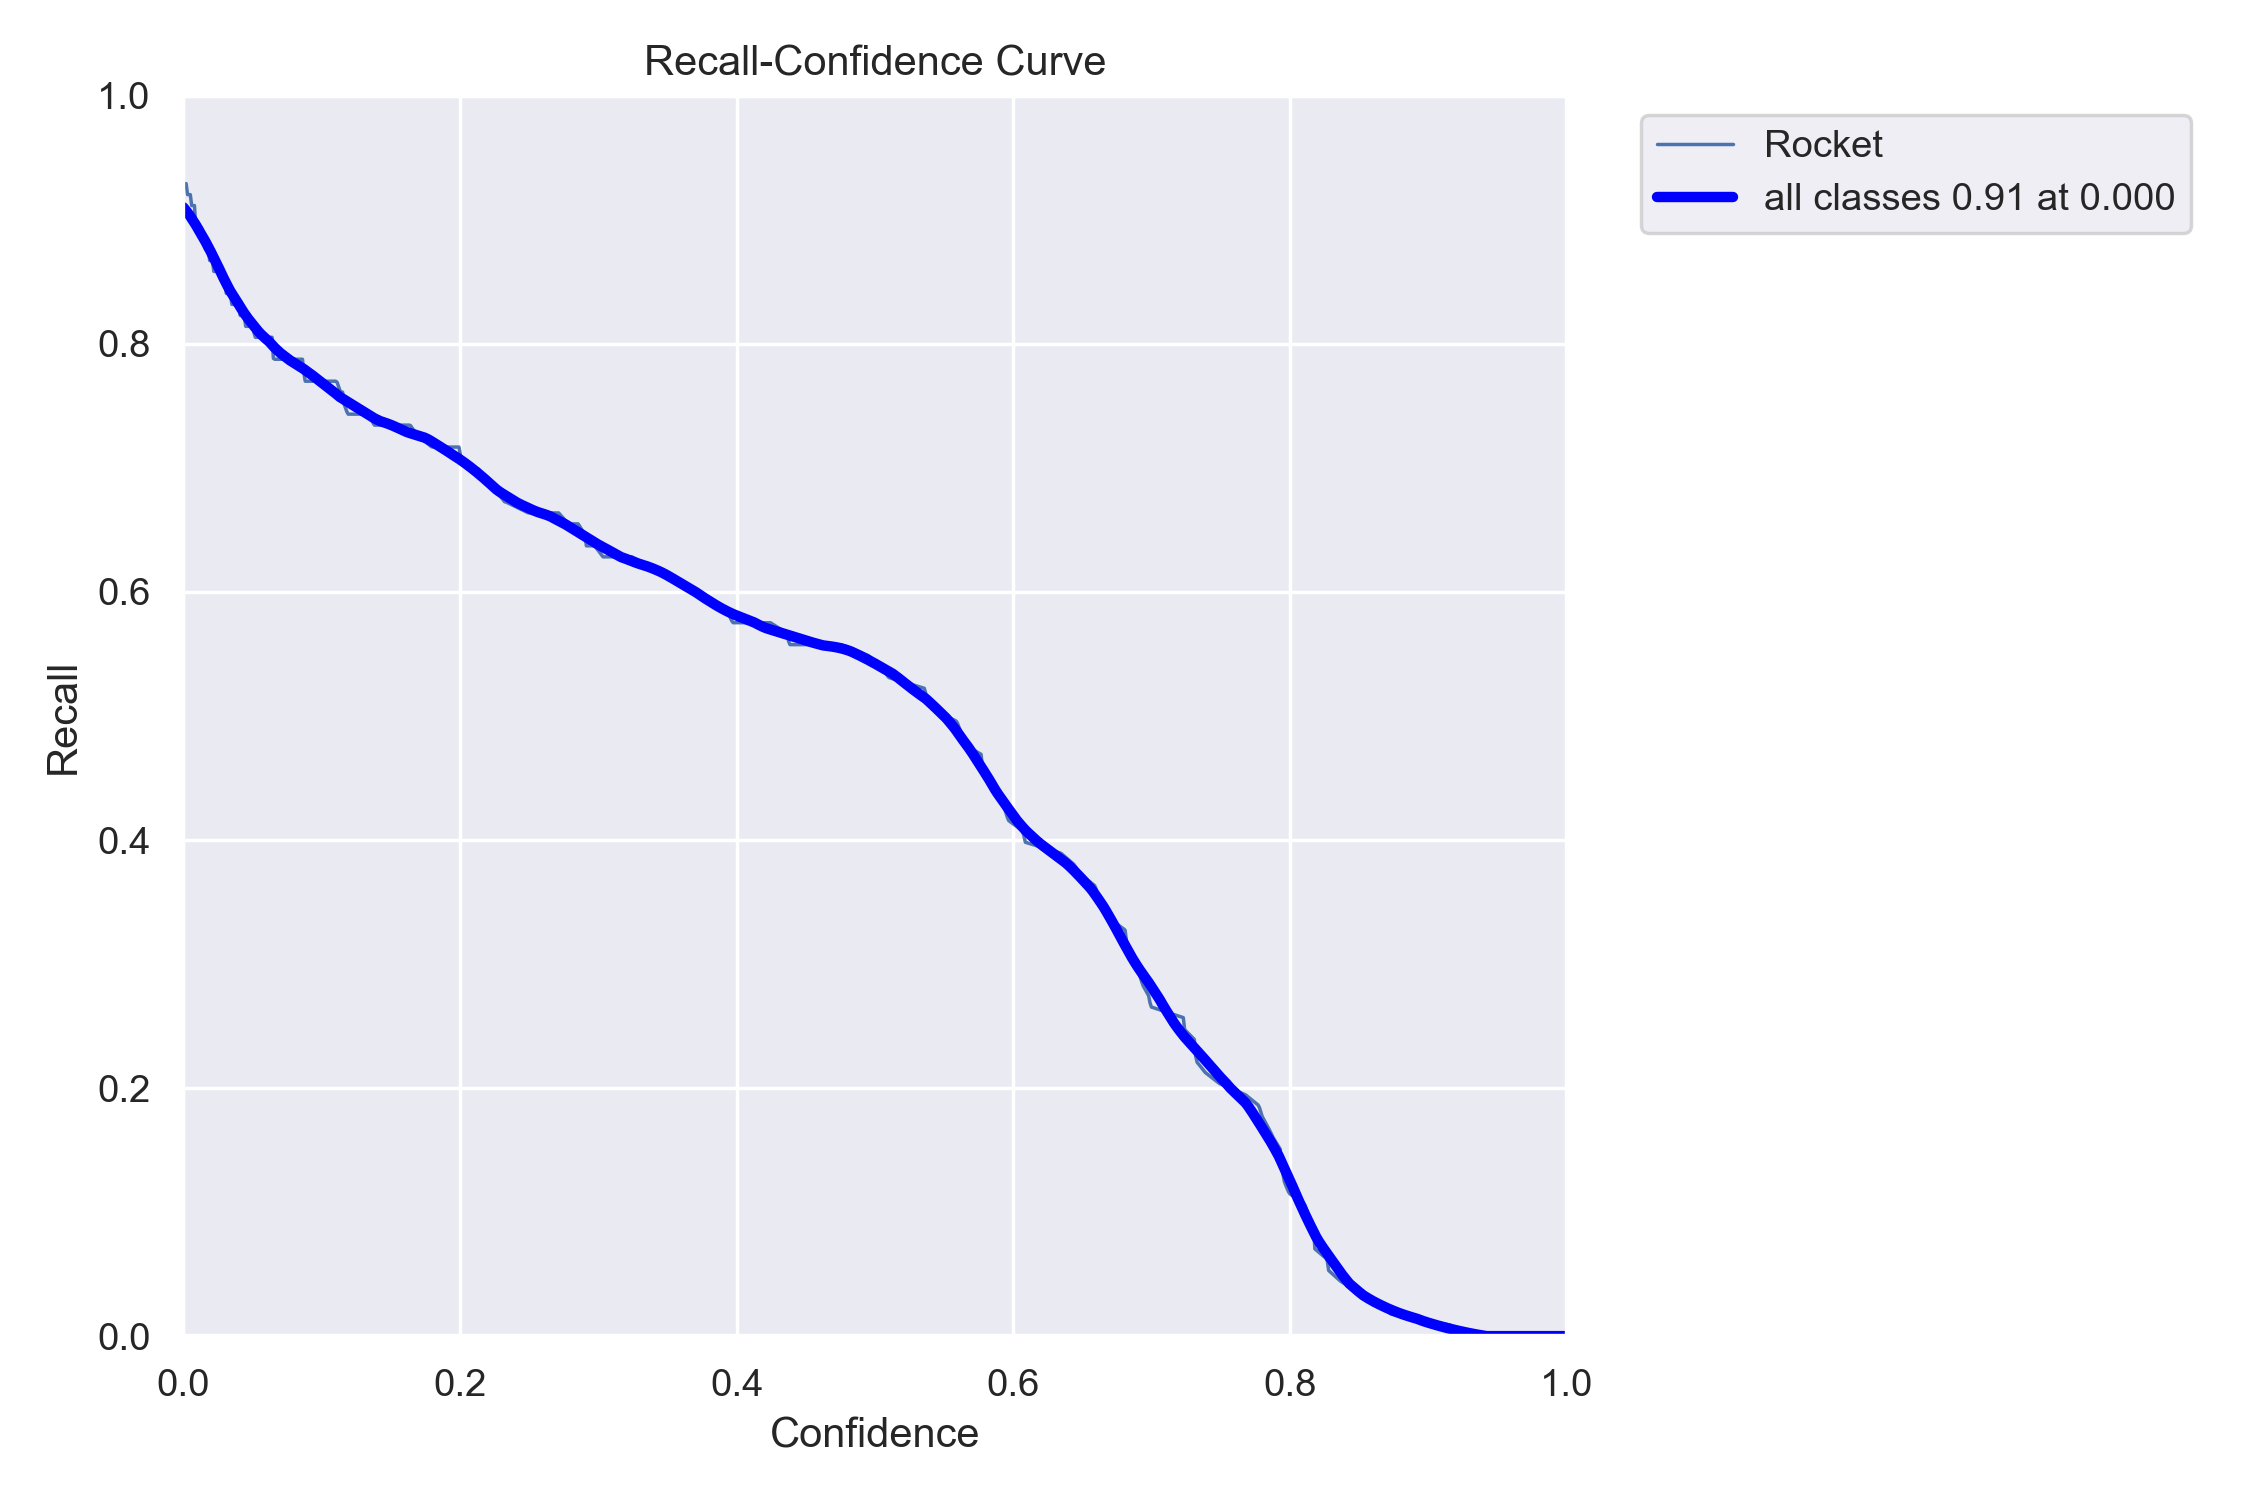 Recall-Confidence Curve
1.0
0.8
0.6
0.4
0.2
0.0
Recall
0.0 0.2 0.4 0.6 0.8 1.0
Confidence
Rocket
all classes 0.91 at 0.000